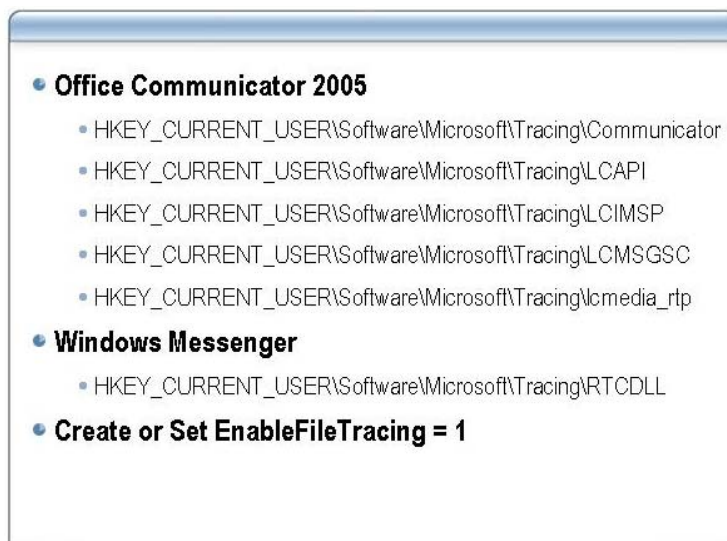 Office Communicator 2005
HKEY_CURRENT_USER\Software\Microsoft\Tracing\Communicator
HKEY_CURRENT_USER\Software\Microsoft\Tracing\LCAPI
HKEY_CURRENT_USER\Software\Microsoft\Tracing\LCIMSP
HKEY_CURRENT_USER\Software\Microsoft\Tracing\LCMSGSC
HKEY_CURRENT_USER\Software\Microsoft\Tracing\lcmedia_rtp
Windows Messenger
HKEY_CURRENT_USER\Software\Microsoft\Tracing\RTCDLL
Create or Set EnableFileTracing = 1